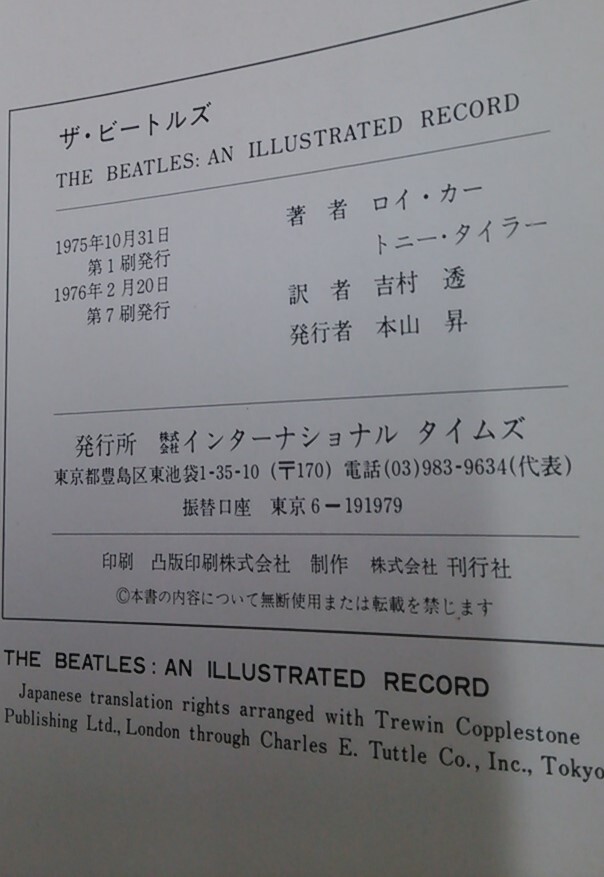 ザ・ビートルズ
THE BEATLES: AN ILLUSTRATED RECORD
1975年10月31日
第1刷発行
1976年2月20日
第7刷発行
著者 ロイ・カー
トニー・タイラー
訳者 吉村 透
発行者 本山 昇
発行所 株式会社インターナショナル タイムズ
東京都豊島区東池袋1-35-10 (〒170) 電話(03)983-9634(代表)
振替口座 東京6－191979
印刷 凸版印刷株式会社 制作 株式会社 刊行社
©本書の内容について無断使用または転載を禁じます
THE BEATLES: AN ILLUSTRATED RECORD
Japanese translation rights arranged with Trewin Copplestone
Publishing Ltd., London through Charles E. Tuttle Co., Inc., Tokyo